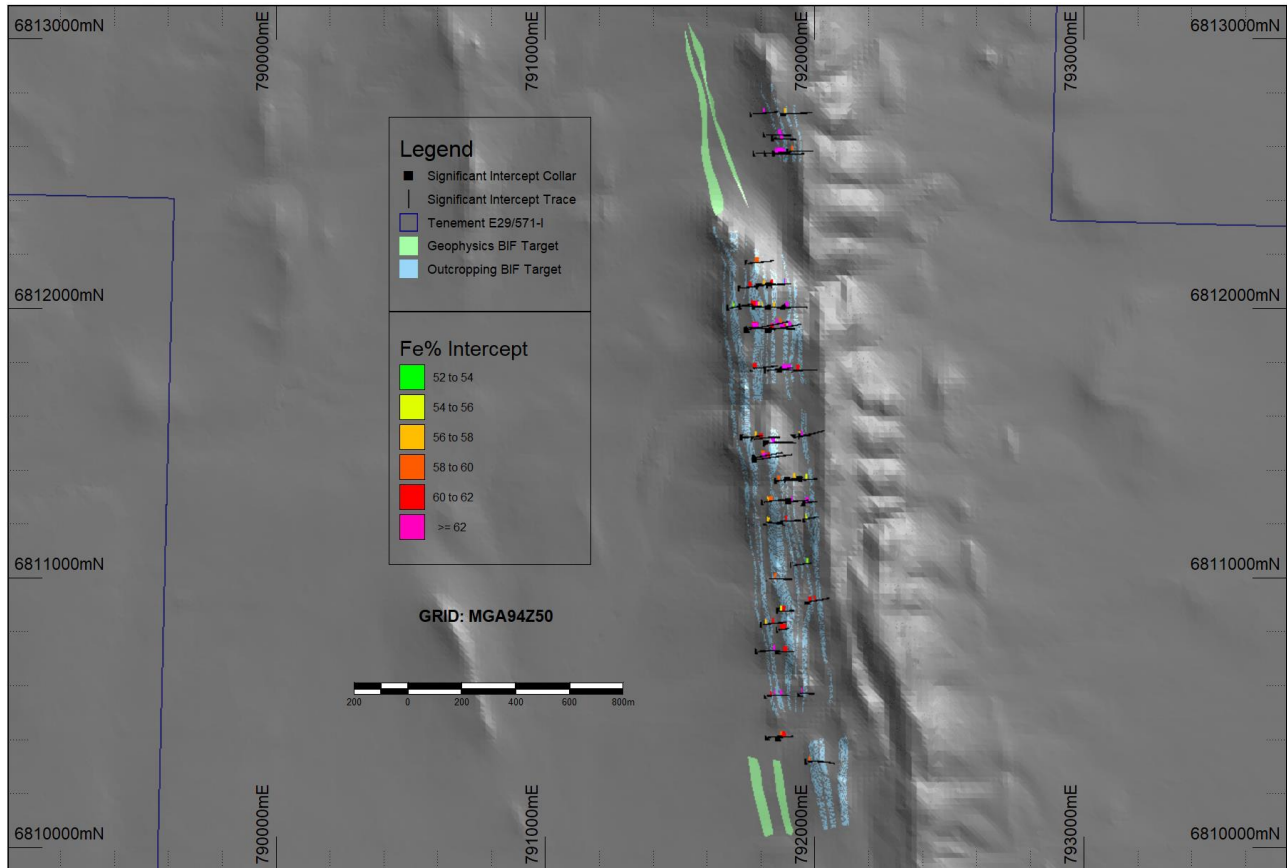 6813000mN
790000mE
791000mE
792000mE
793000mE
6813000mN
Legend
Significant Intercept Collar
Significant Intercept Trace
Tenement E29/571-I
Geophysics BIF Target
Outcropping BIF Target
6812000mN
6812000mN
Fe% Intercept
52 to 54
54 to 56
56 to 58
58 to 60
60 to 62
>= 62
6811000mN
6811000mN
GRID: MGA94Z50
200 0 200 400 600 800m
6810000mN
790000mE
791000mE
792000mE
793000mE
6810000mN